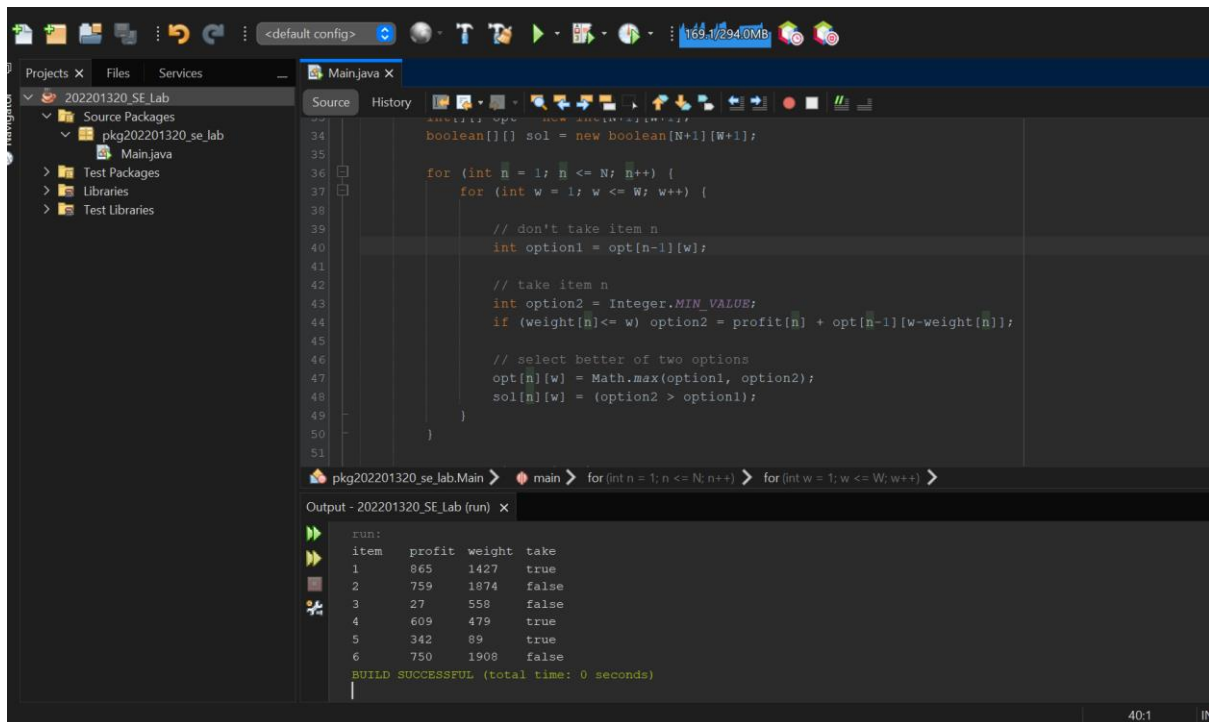 <default config>
169.1/294.0MB
Projects X Files Services
Main.java X
Navigator
202201320_SE_Lab
Source Packages
pkg202201320_se_lab
Main.java
Test Packages
Libraries
Test Libraries
Source History
34 boolean[][] sol = new boolean[N+1][W+1];
35
36 for (int n = 1; n <= N; n++) {
37 for (int w = 1; w <= W; w++) {
38
39 // don't take item n
40 int option1 = opt[n-1][w];
41
42 // take item n
43 int option2 = Integer.MIN_VALUE;
44 if (weight[n]<= w) option2 = profit[n] + opt[n-1][w-weight[n]];
45
46 // select better of two options
47 opt[n][w] = Math.max(option1, option2);
48 sol[n][w] = (option2 > option1);
49 }
50 }
51
pkg202201320_se_lab.Main > main > for (int n = 1; n <= N; n++) > for (int w = 1; w <= W; w++) >
Output - 202201320_SE_Lab (run) X
run:
item profit weight take
1 865 1427 true
2 759 1874 false
3 27 558 false
4 609 479 true
5 342 89 true
6 750 1908 false
BUILD SUCCESSFUL (total time: 0 seconds)
40:1